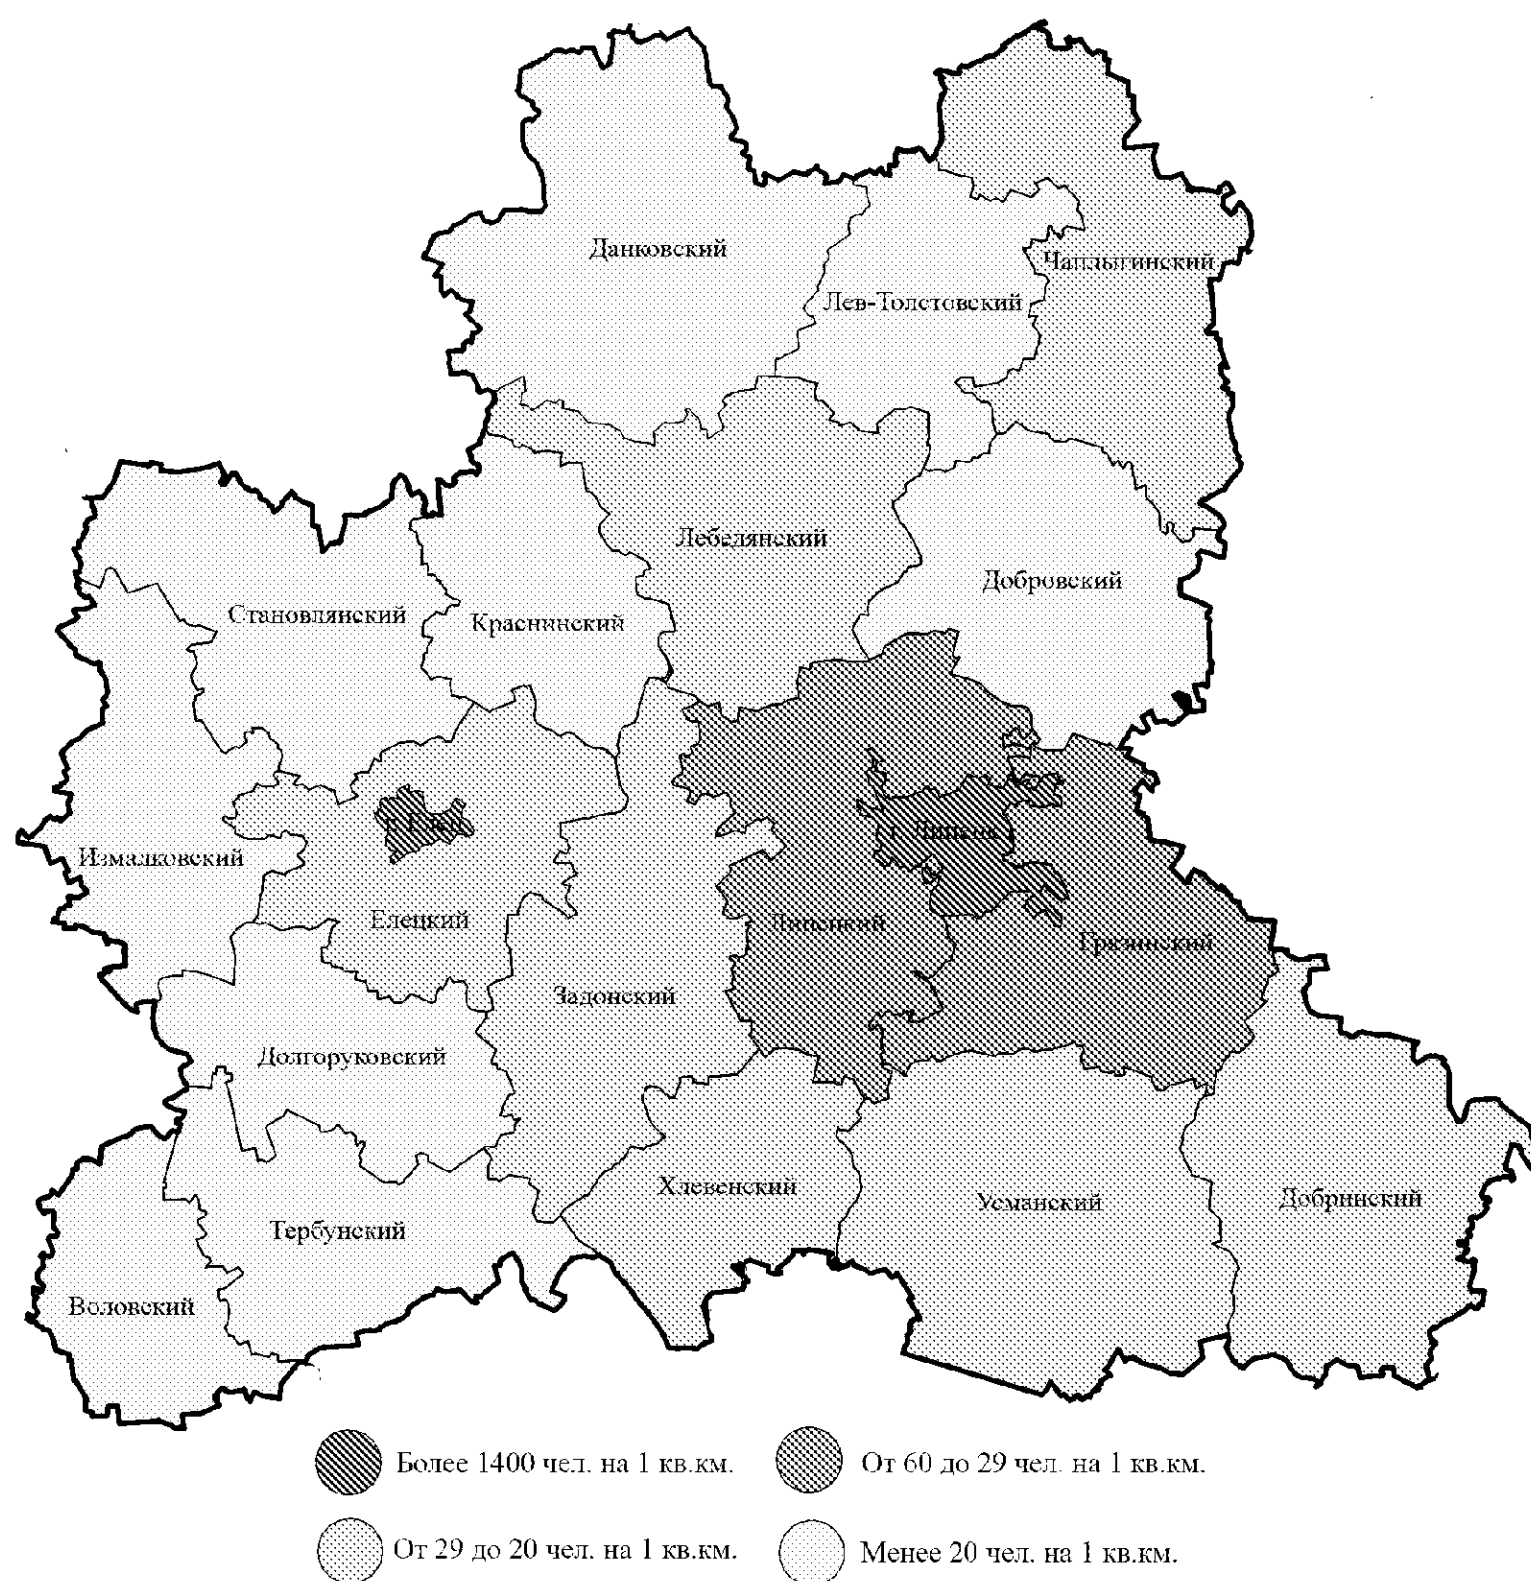 Данковский
Чаплыгинский
Лев-Толстовский
Лебедянский
Добровский
Становлянский
Краснинский
г. Липецк
Измалковский
Елецкий
Липецкий
Грязинский
Задонский
Долгоруковский
Хлевенский
Усманский
Добринский
Тербунский
Воловский
Более 1400 чел. на 1 кв.км.
От 60 до 29 чел. на 1 кв.км.
От 29 до 20 чел. на 1 кв.км.
Менее 20 чел. на 1 кв.км.